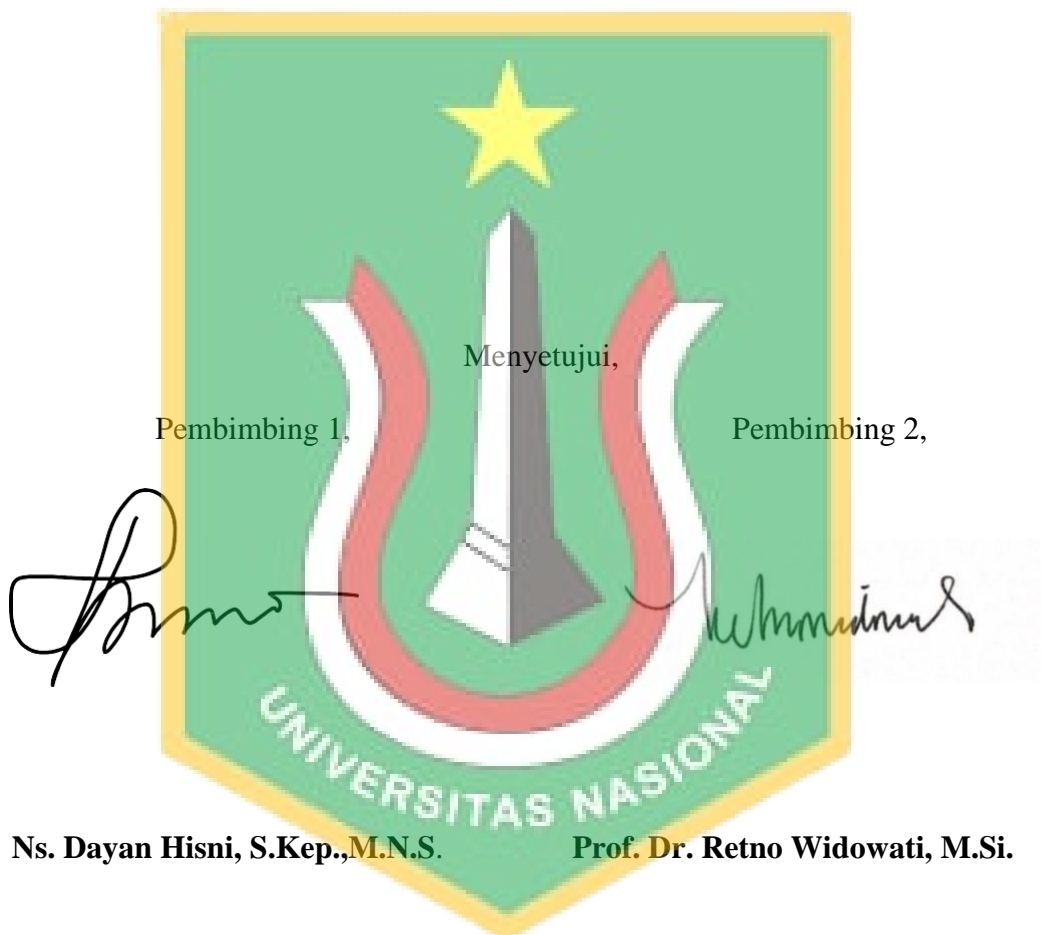 Menyetujui,
Pembimbing 1, Pembimbing 2,
UNIVERSITAS NASIONAL
Ns. Dayan Hisni, S.Kep.,M.N.S. Prof. Dr. Retno Widowati, M.Si.